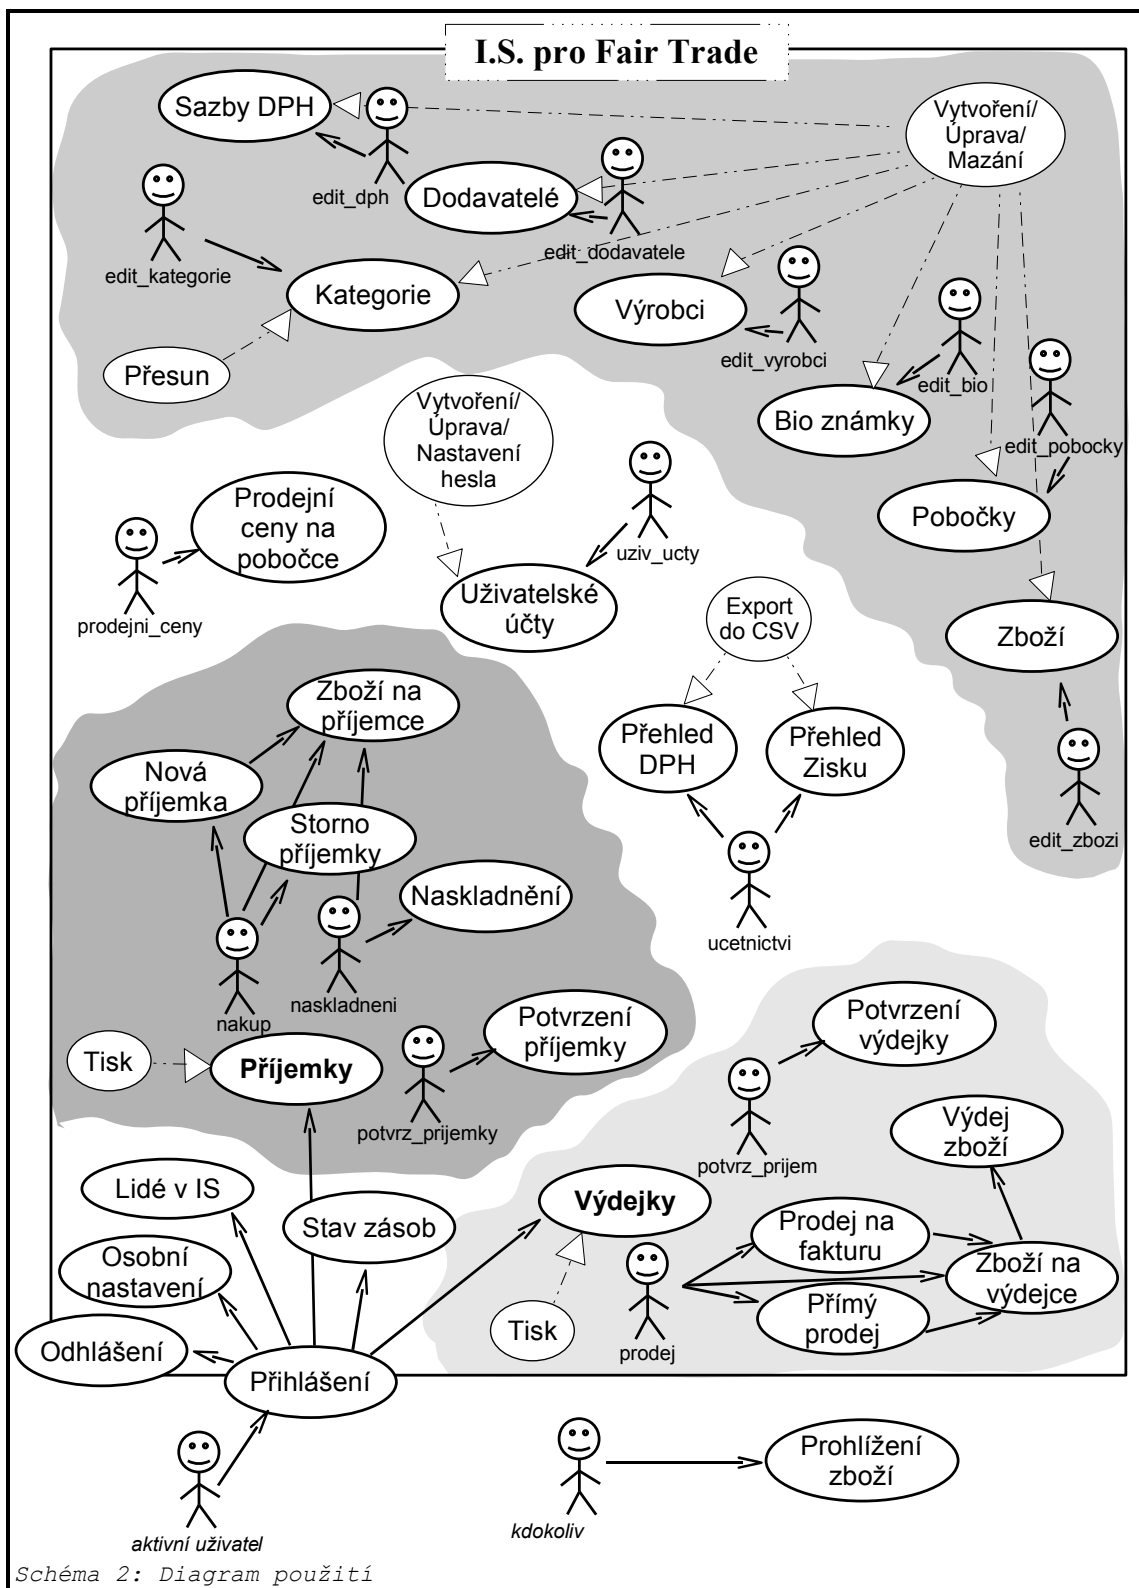 I.S. pro Fair Trade
Sazby DPH
Vytvoření/
Úprava/
Mazání
edit_dph
Dodavatelé
edit_dodavatele
edit_kategorie
Kategorie
Výrobci
edit_vyrobci
edit_bio
Přesun
Bio známky
edit_pobocky
Vytvoření/
Úprava/
Nastavení
hesla
Prodejní
ceny na
pobočce
prodejni_ceny
uziv_ucty
Pobočky
Uživatelské
účty
Export
do CSV
Zboží
Zboží na
příjemce
Přehled
DPH
Přehled
Zisku
Nová
příjemka
Storno
příjemky
edit_zbozi
Naskladnění
ucetnictvi
naskladneni
nakup
Potvrzení
příjemky
Potvrzení
výdejky
Tisk
Příjemky
potvrz_prijemky
potvrz_prijem
Výdej
zboží
Lidé v IS
Stav zásob
Výdejky
Prodej na
fakturu
Osobní
nastavení
Zboží na
výdejce
Přímý
prodej
Tisk
prodej
Odhlášení
Přihlášení
Prohlížení
zboží
aktivní uživatel
kdokoliv
Schéma 2: Diagram použití